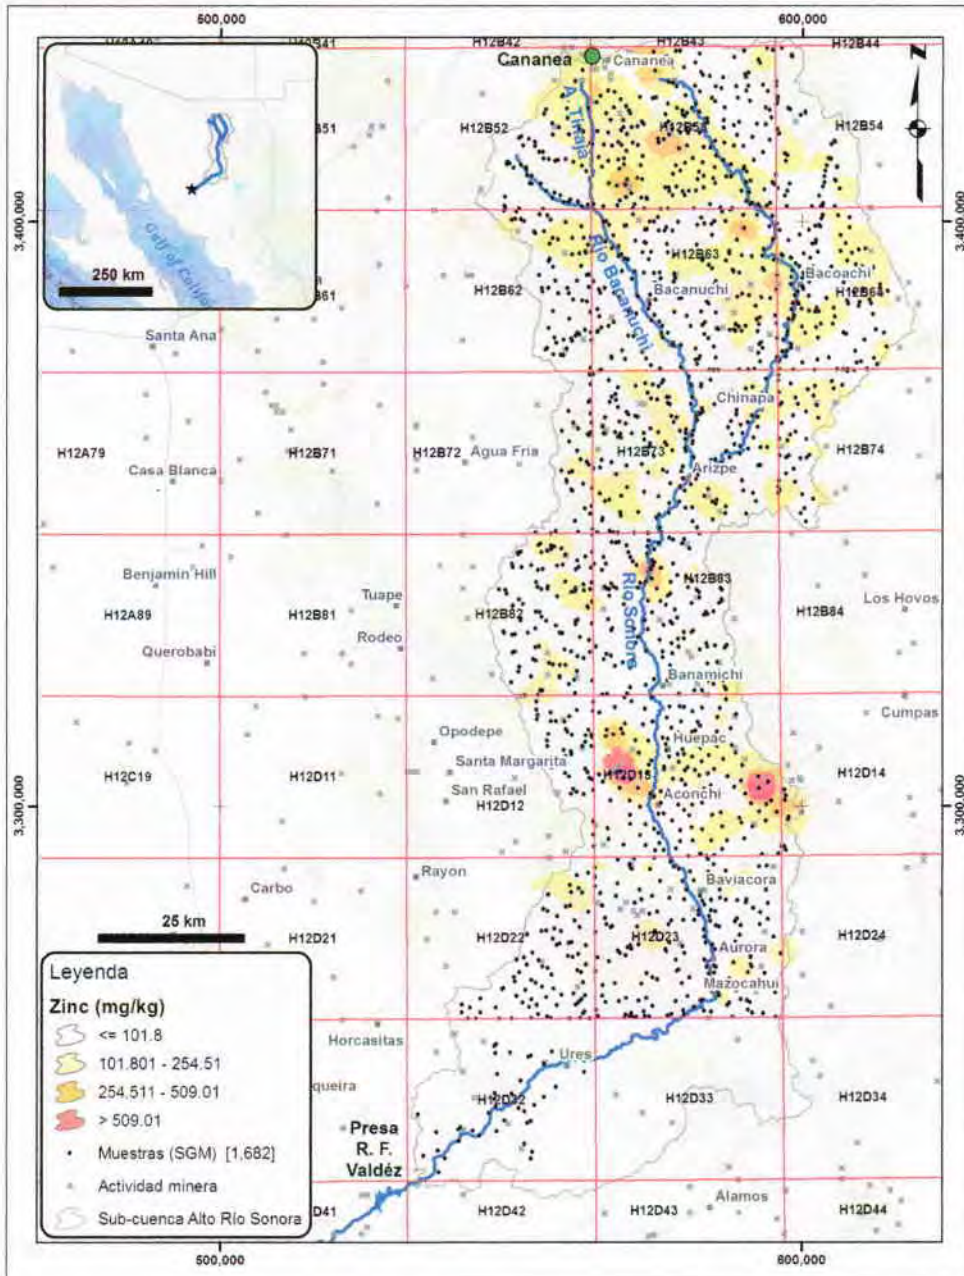 500,000
600,000
H12B41
H12B42
H12B43
H12B44
Cananea
Cananea
B51
H12B52
A. Tinaja
H12B54
3,400,000
3,400,000
Gulf of
250 km
Río Bacanuchi
H12B63
Bacoachi
Bacanuchi
B61
H12B62
Santa Ana
Chinapa
H12A79
H12B71
H12B72
Agua Fria
H12B73
H12B74
Casa Blanca
Arizpe
Benjamin Hill
H12B83
Tuape
Los Hovos
H12A89
H12B81
H12B82
H12B84
Río Sonora
Rodeo
Querobabi
Banamichi
Cumpas
Opodepe
Huepac
H12C19
H12D11
Santa Margarita
H12D14
San Rafael
H12D12
Aconchi
3,300,000
3,300,000
Rayon
Baviacora
Carbo
25 km
H12D21
H12D22
H12D23
H12D24
Aurora
Mazocahui
Leyenda
Zinc (mg/kg)
<= 101.8
101.801 - 254.51
254.511 - 509.01
> 509.01
Muestras (SGM) [1,682]
Actividad minera
Sub-cuenca Alto Río Sonora
Horcasitas
Ures
queira
H12D32
H12D33
H12D34
Presa
R. F.
Valdéz
Alamos
D41
H12D42
H12D43
H12D44
500,000
600,000